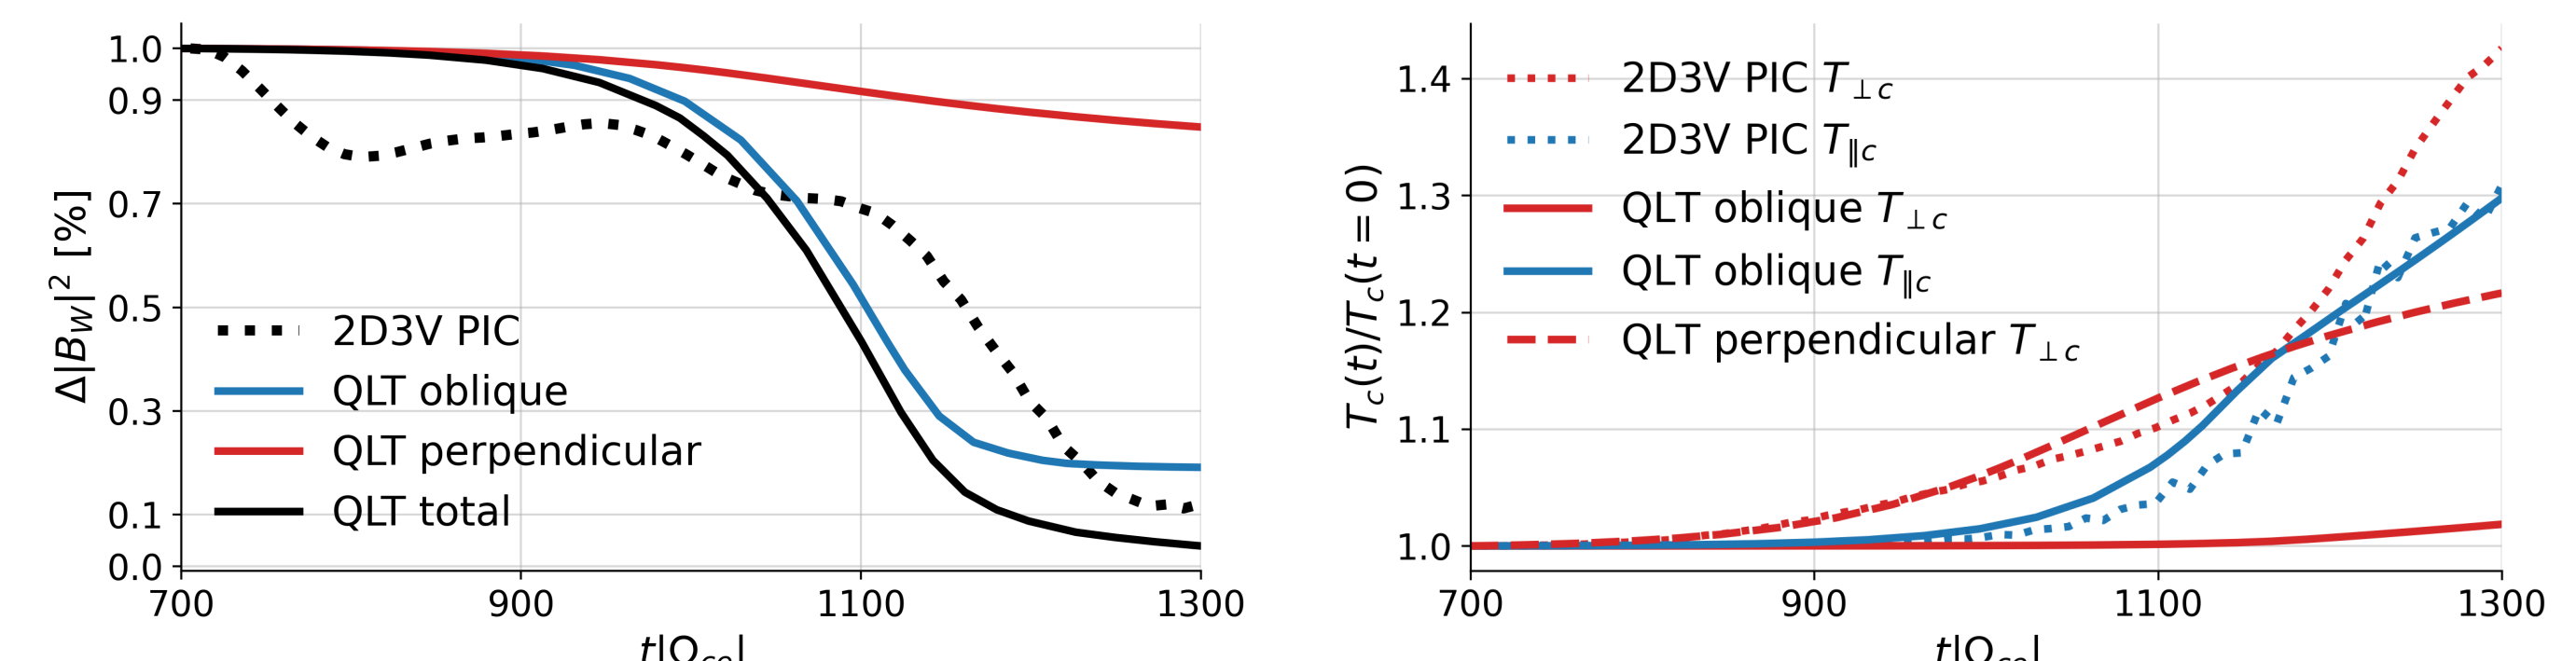 1.0
0.9
0.7
0.5
0.3
0.1
0.0
Δ|B_W|² [%]
2D3V PIC
QLT oblique
QLT perpendicular
QLT total
700 900 1100 1300
t|Ω_ce|
1.4
1.3
1.2
1.1
1.0
T_c(t)/T_c(t = 0)
2D3V PIC T_⊥c
2D3V PIC T_∥c
QLT oblique T_⊥c
QLT oblique T_∥c
QLT perpendicular T_⊥c
700 900 1100 1300
t|Ω_ce|